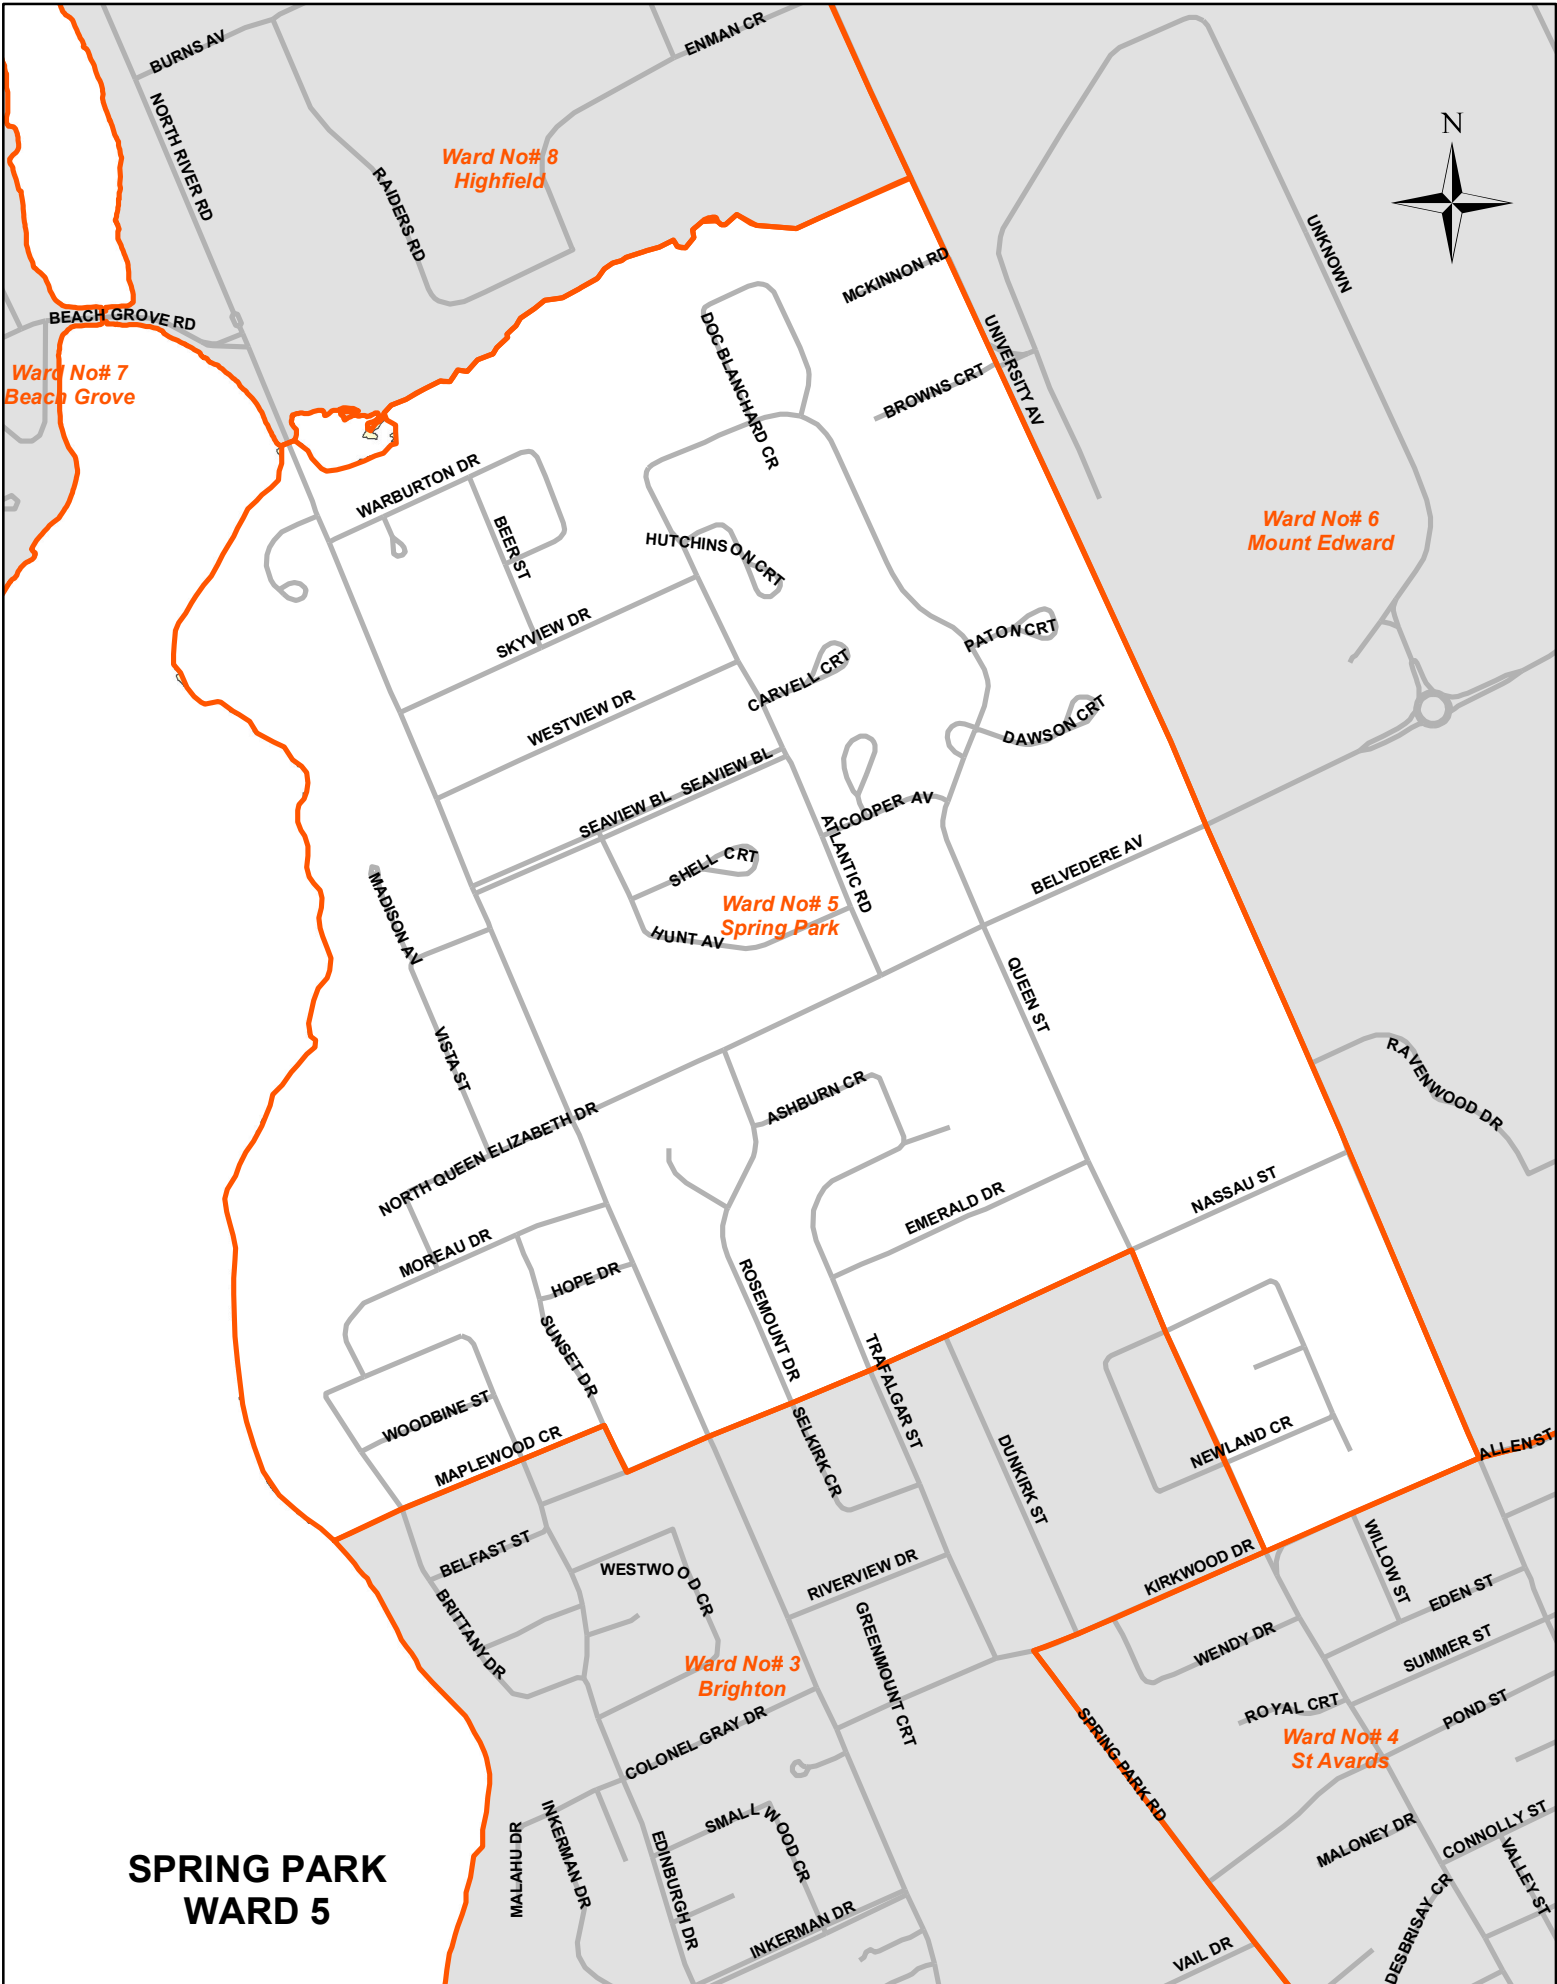 BURNS AV
ENMAN CR
NORTH RIVER RD
N
Ward No# 8
Highfield
RAIDERS RD
UNKNOWN
MCKINNON RD
BEACH GROVE RD
DOC BLANCHARD CR
UNIVERSITY AV
Ward No# 7
Beach Grove
BROWNS CRT
WARBURTON DR
BEER ST
HUTCHINSON CRT
Ward No# 6
Mount Edward
SKYVIEW DR
PATON CRT
CARVELL CRT
WESTVIEW DR
DAWSON CRT
SEAVIEW BL
SEAVIEW BL
COOPER AV
ATLANTIC RD
SHELL CRT
BELVEDERE AV
MADISON AV
Ward No# 5
Spring Park
HUNT AV
QUEEN ST
VISTA ST
RAVENWOOD DR
ASHBURN CR
NORTH QUEEN ELIZABETH DR
NASSAU ST
EMERALD DR
MOREAU DR
HOPE DR
ROSEMOUNT DR
SUNSET DR
TRAFALGAR ST
WOODBINE ST
MAPLEWOOD CR
SELKIRK CR
DUNKIRK ST
NEWLAND CR
ALLEN ST
BELFAST ST
WESTWOOD CR
RIVERVIEW DR
KIRKWOOD DR
WILLOW ST
EDEN ST
BRITTANY DR
GREENMOUNT CRT
WENDY DR
SUMMER ST
Ward No# 3
Brighton
ROYAL CRT
POND ST
COLONEL GRAY DR
SPRING PARK RD
Ward No# 4
St Avards
MALAHU DR
INKERMAN DR
SMALLWOOD CR
MALONEY DR
CONNOLLY ST
EDINBURGH DR
VALLEY ST
SPRING PARK
WARD 5
INKERMAN DR
VAIL DR
DESBRISAY CR